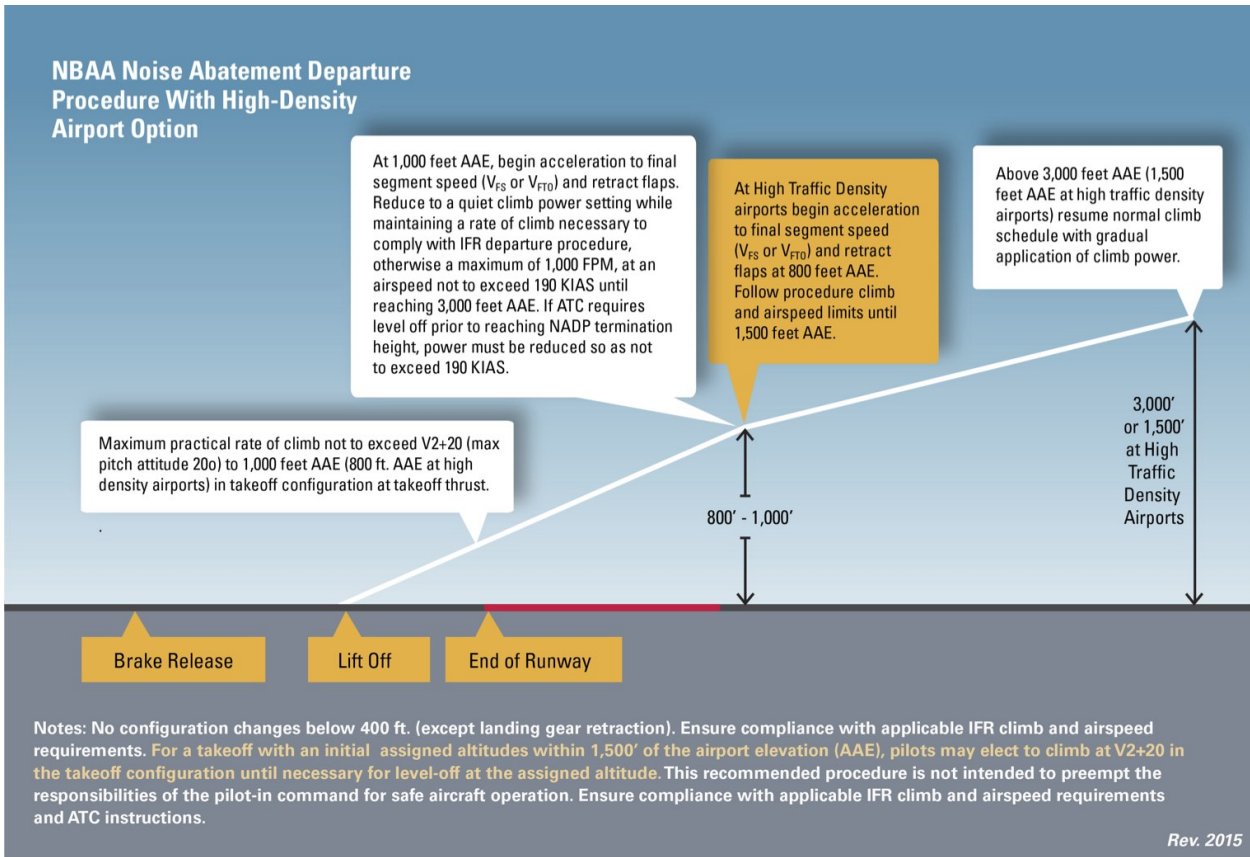 NBAA Noise Abatement Departure
Procedure With High-Density
Airport Option
At 1,000 feet AAE, begin acceleration to final
segment speed (VFS or VFTO) and retract flaps.
Reduce to a quiet climb power setting while
maintaining a rate of climb necessary to
comply with IFR departure procedure,
otherwise a maximum of 1,000 FPM, at an
airspeed not to exceed 190 KIAS until
reaching 3,000 feet AAE. If ATC requires
level off prior to reaching NADP termination
height, power must be reduced so as not
to exceed 190 KIAS.
At High Traffic Density
airports begin acceleration
to final segment speed
(VFS or VFTO) and retract
flaps at 800 feet AAE.
Follow procedure climb
and airspeed limits until
1,500 feet AAE.
Above 3,000 feet AAE (1,500
feet AAE at high traffic density
airports) resume normal climb
schedule with gradual
application of climb power.
Maximum practical rate of climb not to exceed V2+20 (max
pitch attitude 20o) to 1,000 feet AAE (800 ft. AAE at high
density airports) in takeoff configuration at takeoff thrust.
.
800′ - 1,000′
3,000′
or 1,500′
at High
Traffic
Density
Airports
Brake Release
Lift Off
End of Runway
Notes: No configuration changes below 400 ft. (except landing gear retraction). Ensure compliance with applicable IFR climb and airspeed
requirements. For a takeoff with an initial assigned altitudes within 1,500′ of the airport elevation (AAE), pilots may elect to climb at V2+20 in
the takeoff configuration until necessary for level-off at the assigned altitude. This recommended procedure is not intended to preempt the
responsibilities of the pilot-in command for safe aircraft operation. Ensure compliance with applicable IFR climb and airspeed requirements
and ATC instructions.
Rev. 2015